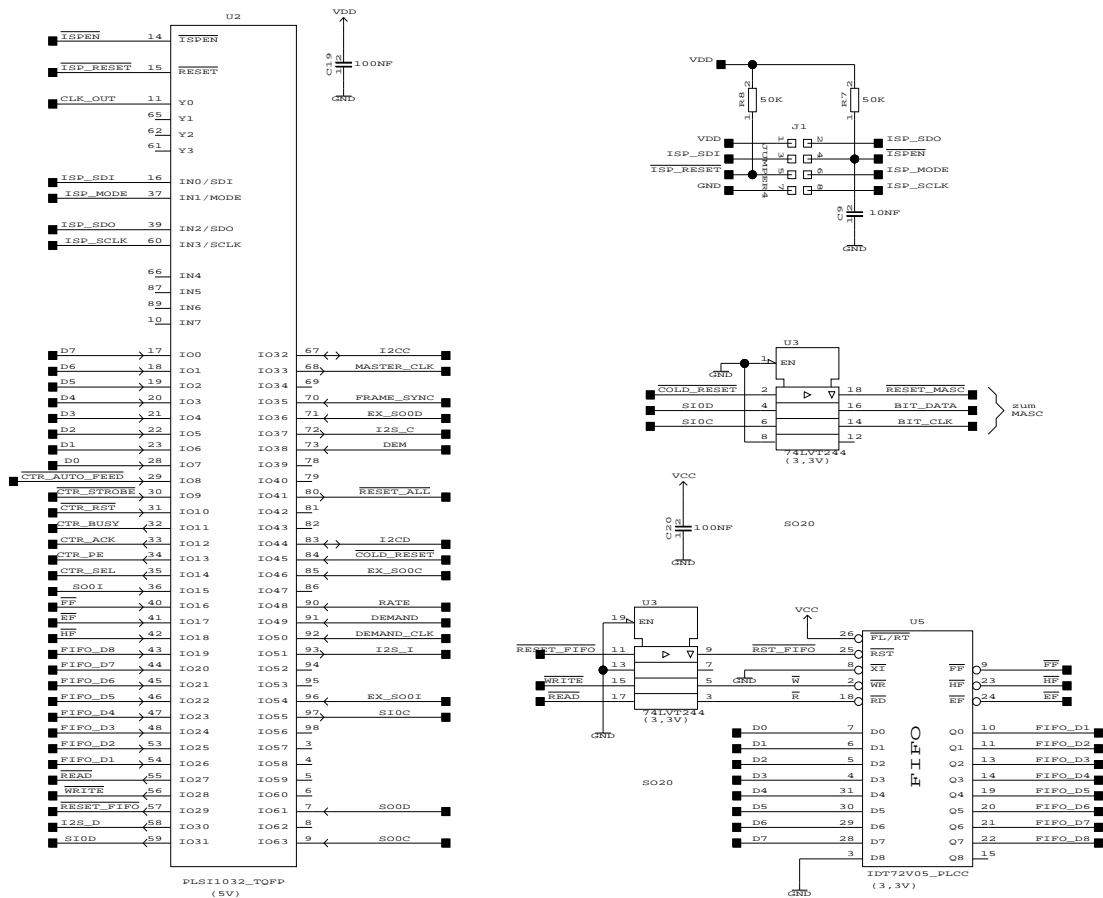 U2
VDD
ISPEN 14 ISPEN
C19 1 2 100NF
GND
ISP_RESET 15 RESET
CLK_OUT 11 Y0
65 Y1
62 Y2
61 Y3
ISP_SDI 16 IN0/SDI
ISP_MODE 37 IN1/MODE
ISP_SDO 39 IN2/SDO
ISP_SCLK 60 IN3/SCLK
66 IN4
87 IN5
89 IN6
10 IN7
D7 17 IO0 IO32 67 I2CC
D6 18 IO1 IO33 68 MASTER_CLK
D5 19 IO2 IO34 69
D4 20 IO3 IO35 70 FRAME_SYNC
D3 21 IO4 IO36 71 EX_SO0D
D2 22 IO5 IO37 72 I2S_C
D1 23 IO6 IO38 73 DEM
D0 28 IO7 IO39 78
CTR_AUTO_FEED 29 IO8 IO40 79
CTR_STROBE 30 IO9 IO41 80 RESET_ALL
CTR_RST 31 IO10 IO42 81
CTR_BUSY 32 IO11 IO43 82
CTR_ACK 33 IO12 IO44 83 I2CD
CTR_PE 34 IO13 IO45 84 COLD_RESET
CTR_SEL 35 IO14 IO46 85 EX_SO0C
SO0I 36 IO15 IO47 86
FF 40 IO16 IO48 90 RATE
EF 41 IO17 IO49 91 DEMAND
HF 42 IO18 IO50 92 DEMAND_CLK
FIFO_D8 43 IO19 IO51 93 I2S_I
FIFO_D7 44 IO20 IO52 94
FIFO_D6 45 IO21 IO53 95
FIFO_D5 46 IO22 IO54 96 EX_SO0I
FIFO_D4 47 IO23 IO55 97 SI0C
FIFO_D3 48 IO24 IO56 98
FIFO_D2 53 IO25 IO57 3
FIFO_D1 54 IO26 IO58 4
READ 55 IO27 IO59 5
WRITE 56 IO28 IO60 6
RESET_FIFO 57 IO29 IO61 7 SO0D
I2S_D 58 IO30 IO62 8
SI0D 59 IO31 IO63 9 SO0C
PLSI1032_TQFP
(5V)
VDD
R8 1 2 50K
R7 1 2 50K
J1
JUMPER4
VDD 1 2 ISP_SDO
ISP_SDI 3 4 ISPEN
ISP_RESET 5 6 ISP_MODE
GND 7 8 ISP_SCLK
C9 1 2 10NF
GND
U3
GND 1 EN
COLD_RESET 2 18 RESET_MASC
SI0D 4 16 BIT_DATA
SI0C 6 14 BIT_CLK
8 12
zum
MASC
74LVT244
(3,3V)
VCC
C20 1 2 100NF
GND
SO20
U3
19 EN
RESET_FIFO 11 9 RST_FIFO
13 7
WRITE 15 5 W
READ 17 3 R
74LVT244
(3,3V)
GND
GND
SO20
VCC
U5
26 FL/RT
25 RST
8 XI FF 9 FF
2 WR HF 23 HF
18 RD EF 24 EF
FIFO
D0 7 D0 Q0 10 FIFO_D1
D1 6 D1 Q1 11 FIFO_D2
D2 5 D2 Q2 13 FIFO_D3
D3 4 D3 Q3 14 FIFO_D4
D4 31 D4 Q4 19 FIFO_D5
D5 30 D5 Q5 20 FIFO_D6
D6 29 D6 Q6 21 FIFO_D7
D7 28 D7 Q7 22 FIFO_D8
3 D8 Q8 15
GND
IDT72V05_PLCC
(3,3V)